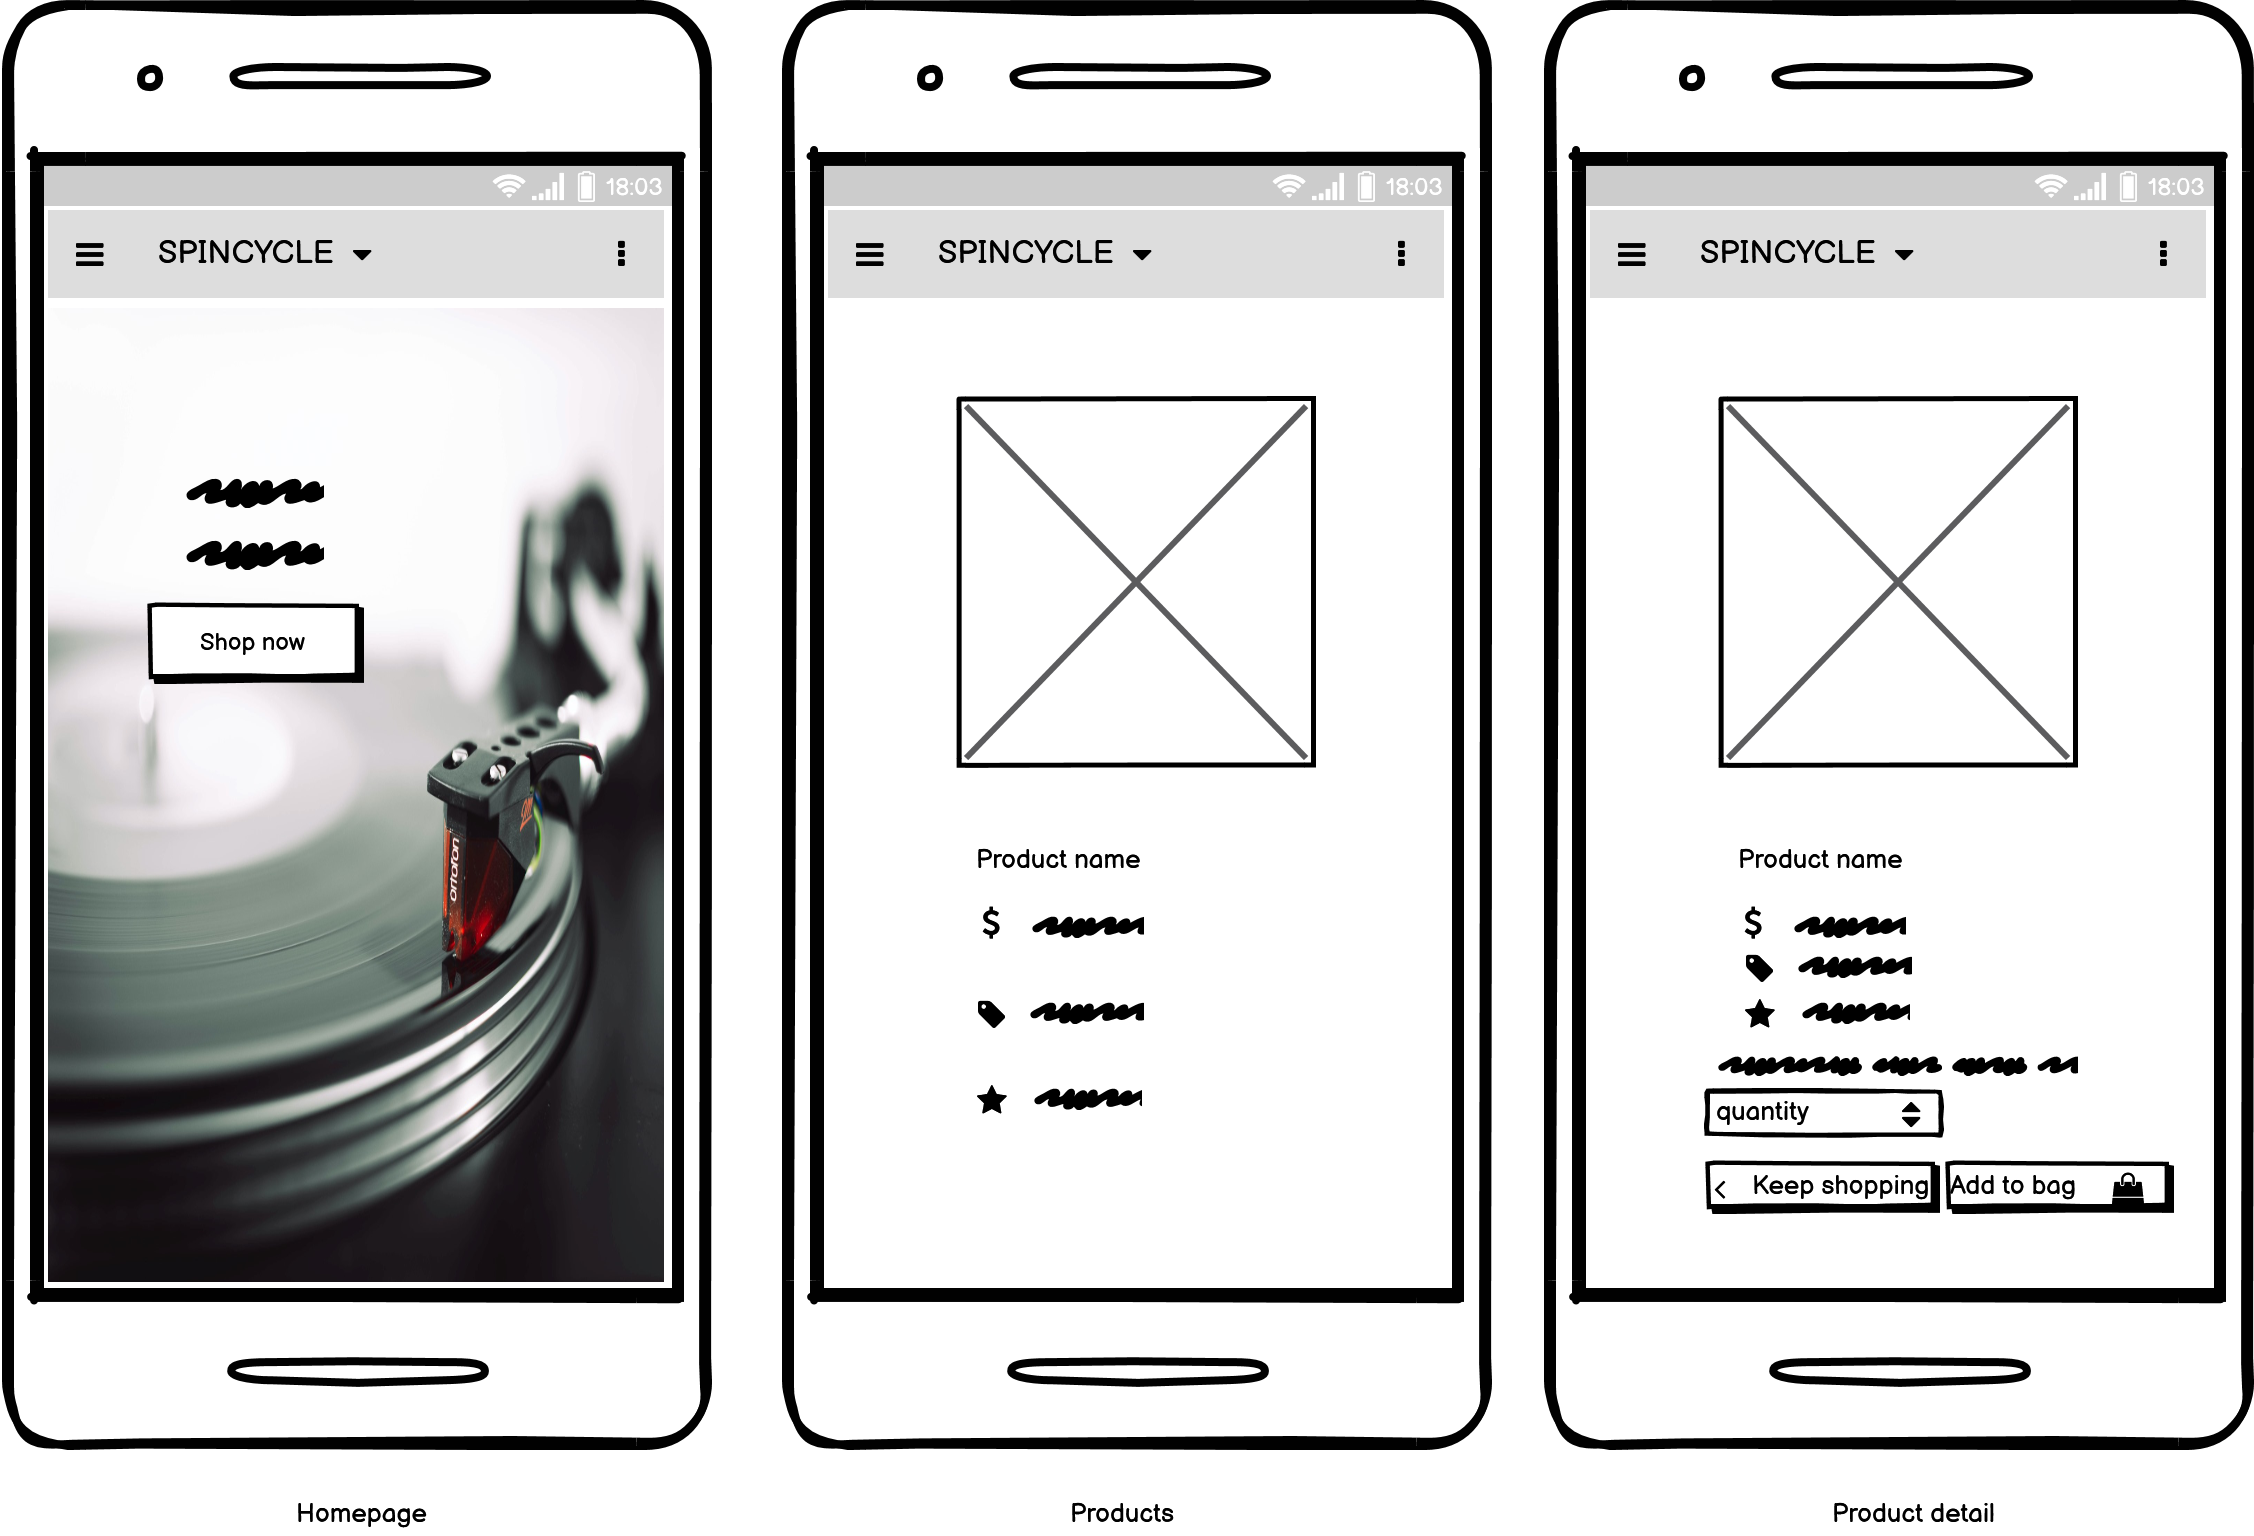 18:03
SPINCYCLE
Shop now
ortofon
Homepage
18:03
SPINCYCLE
Product name
$
Products
18:03
SPINCYCLE
Product name
$
quantity
< Keep shopping
Add to bag
Product detail